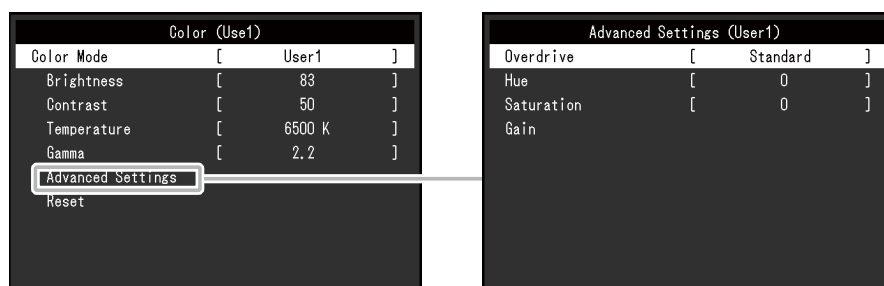 Color (Use1)
Color Mode [ User1 ]
Brightness [ 83 ]
Contrast [ 50 ]
Temperature [ 6500 K ]
Gamma [ 2.2 ]
Advanced Settings
Reset
Advanced Settings (User1)
Overdrive [ Standard ]
Hue [ 0 ]
Saturation [ 0 ]
Gain